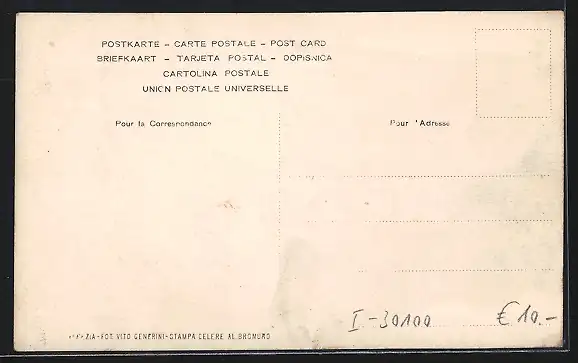 POSTKARTE – CARTE POSTALE – POST CARD
BRIEFKAART – TARJETA POSTAL – DOPISNICA
CARTOLINA POSTALE
UNION POSTALE UNIVERSELLE
Pour la Correspondance
Pour l'Adresse
I-30100
€ 10.-
FOT. VITO GENERINI-STAMPA CELERE AL BROMURO